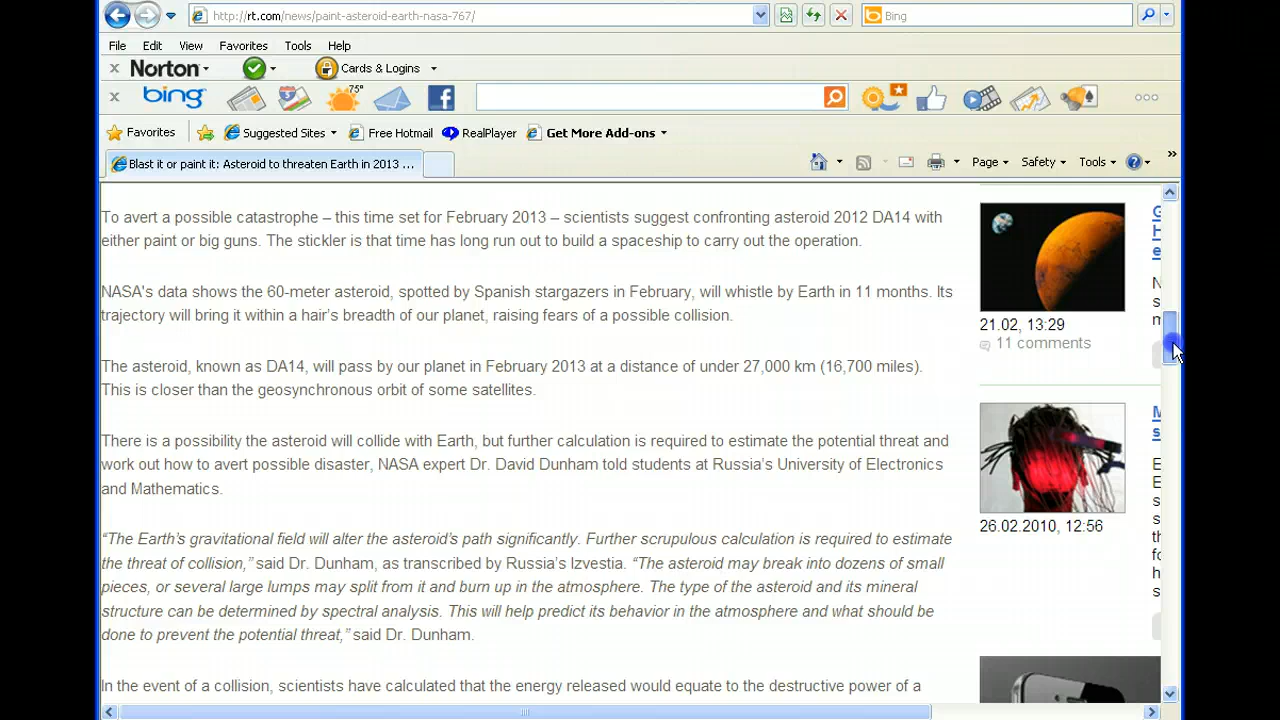 http://rt.com/news/paint-asteroid-earth-nasa-767/
Bing
File Edit View Favorites Tools Help
x Norton Cards & Logins
x bing 75°
Favorites Suggested Sites Free Hotmail RealPlayer Get More Add-ons
Blast it or paint it: Asteroid to threaten Earth in 2013 ...
Page Safety Tools
To avert a possible catastrophe – this time set for February 2013 – scientists suggest confronting asteroid 2012 DA14 with
either paint or big guns. The stickler is that time has long run out to build a spaceship to carry out the operation.
NASA's data shows the 60-meter asteroid, spotted by Spanish stargazers in February, will whistle by Earth in 11 months. Its
trajectory will bring it within a hair's breadth of our planet, raising fears of a possible collision.
The asteroid, known as DA14, will pass by our planet in February 2013 at a distance of under 27,000 km (16,700 miles).
This is closer than the geosynchronous orbit of some satellites.
There is a possibility the asteroid will collide with Earth, but further calculation is required to estimate the potential threat and
work out how to avert possible disaster, NASA expert Dr. David Dunham told students at Russia's University of Electronics
and Mathematics.
“The Earth's gravitational field will alter the asteroid's path significantly. Further scrupulous calculation is required to estimate
the threat of collision,” said Dr. Dunham, as transcribed by Russia's Izvestia. “The asteroid may break into dozens of small
pieces, or several large lumps may split from it and burn up in the atmosphere. The type of the asteroid and its mineral
structure can be determined by spectral analysis. This will help predict its behavior in the atmosphere and what should be
done to prevent the potential threat,” said Dr. Dunham.
In the event of a collision, scientists have calculated that the energy released would equate to the destructive power of a
21.02, 13:29
11 comments
26.02.2010, 12:56